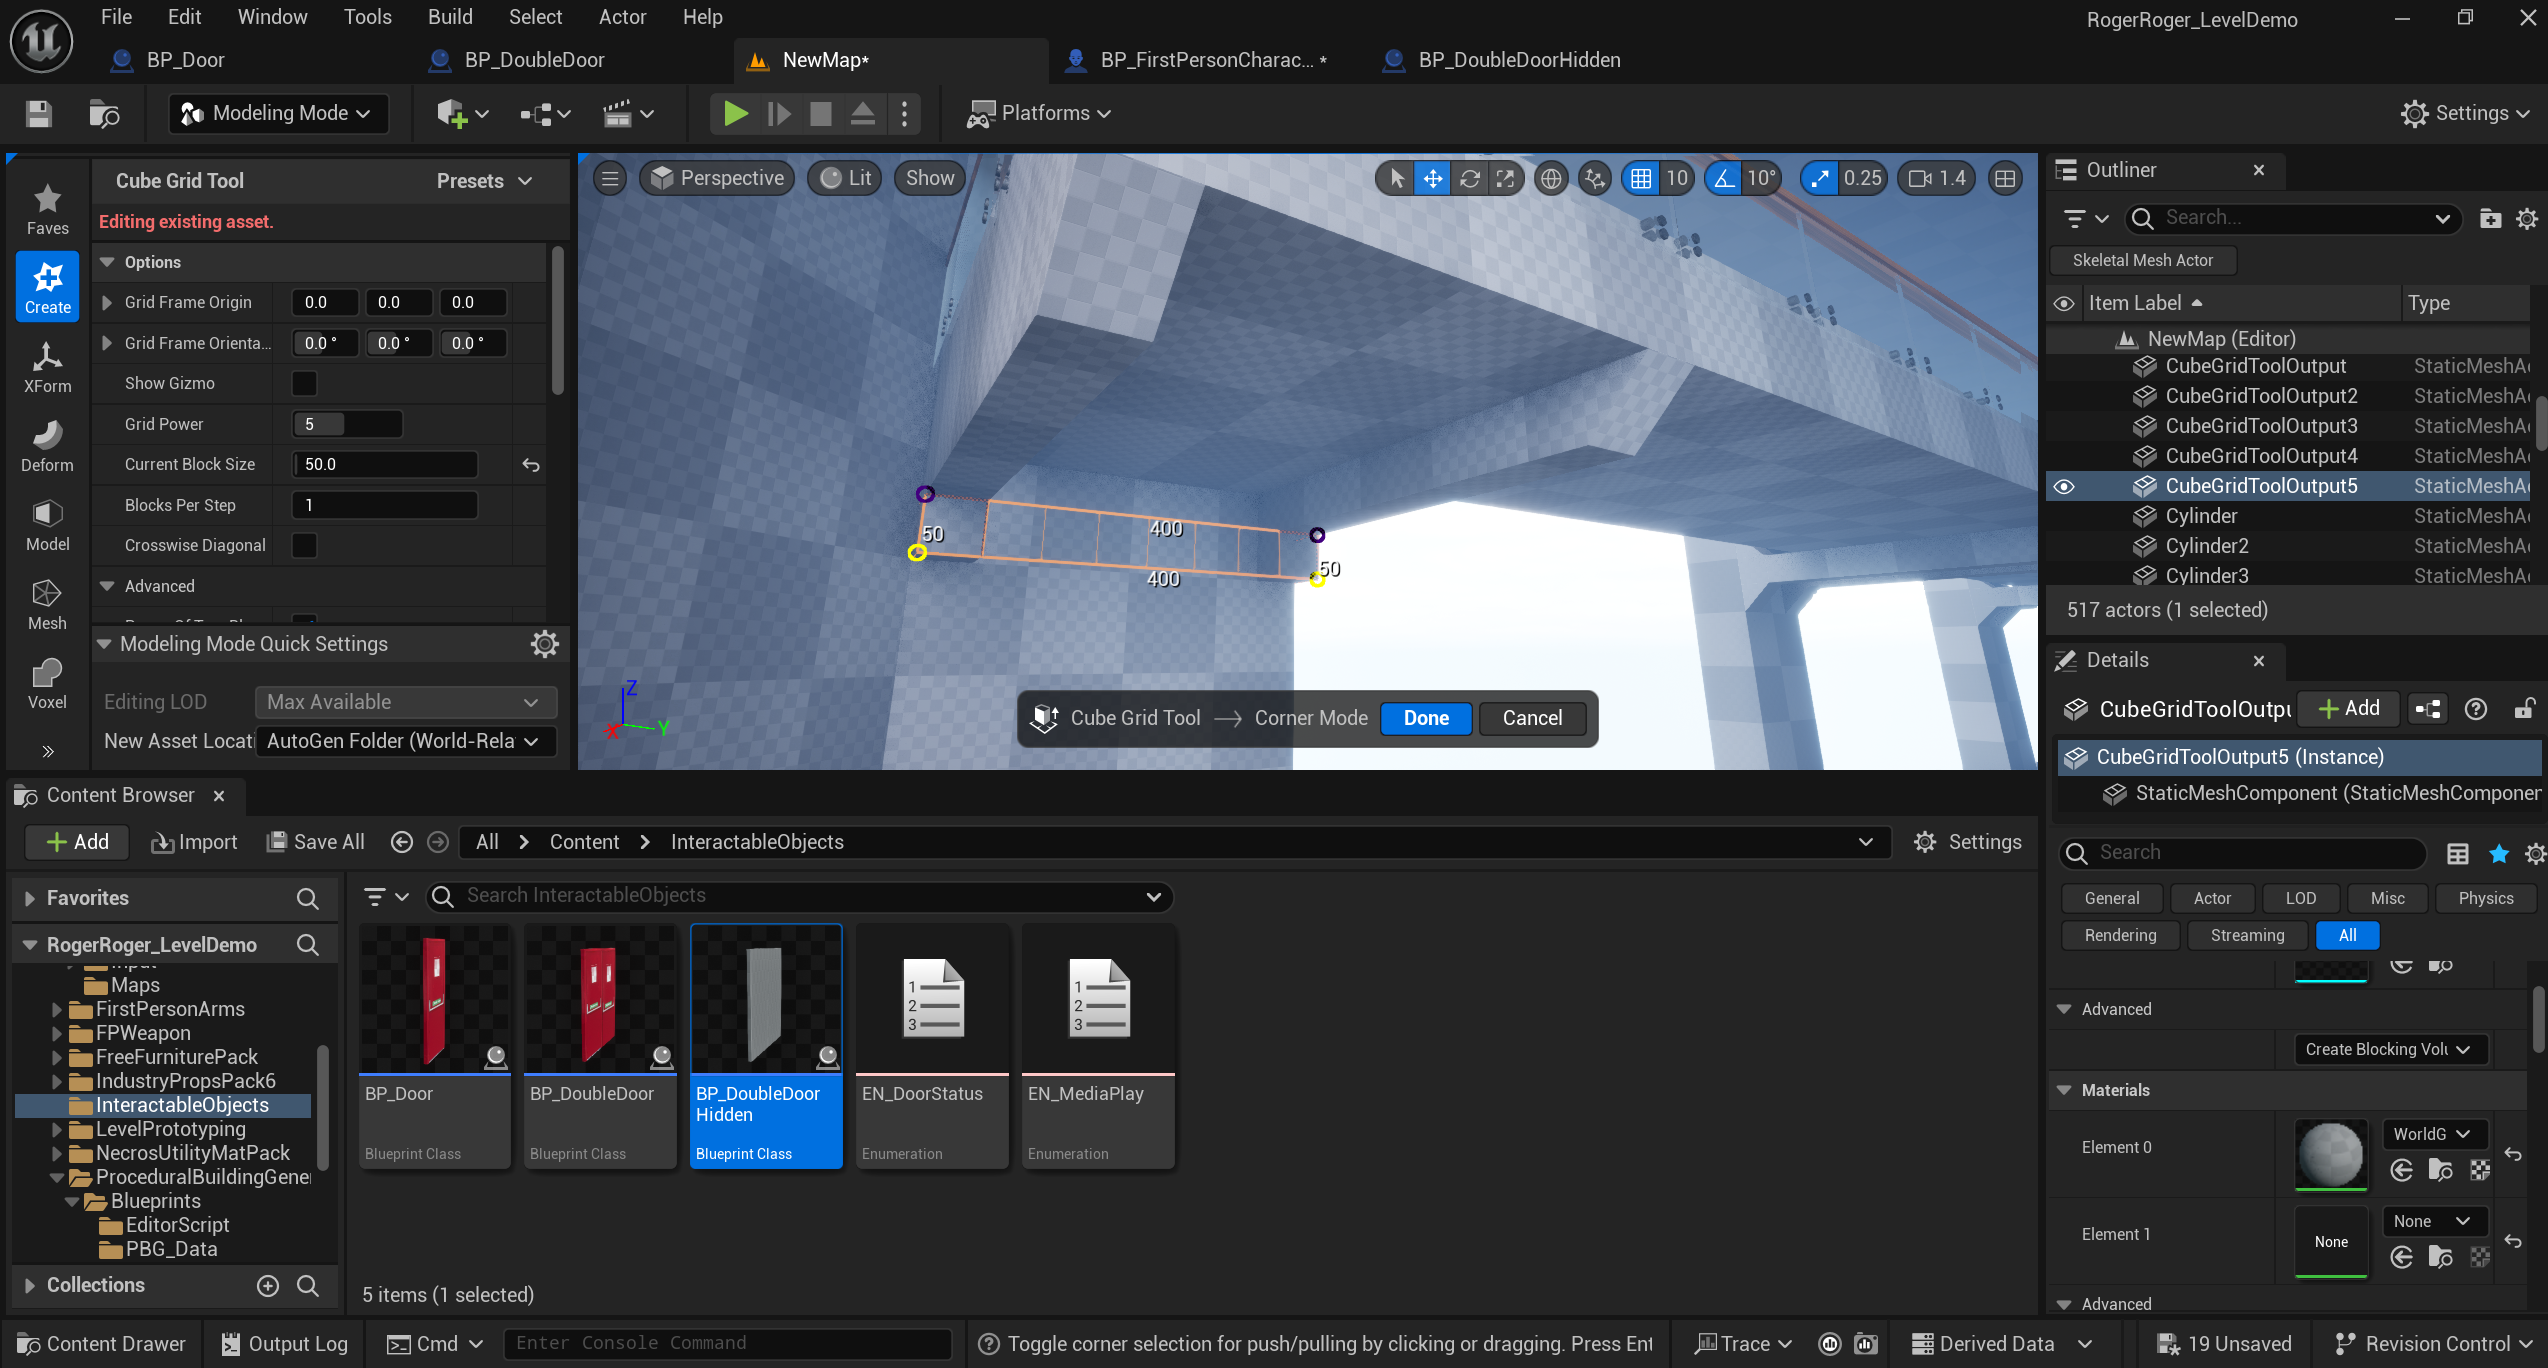 File Edit Window Tools Build Select Actor Help
RogerRoger_LevelDemo
BP_Door
BP_DoubleDoor
NewMap*
BP_FirstPersonCharac... *
BP_DoubleDoorHidden
Modeling Mode
Platforms
Settings
Faves
Create
XForm
Deform
Model
Mesh
Voxel
Cube Grid Tool
Presets
Editing existing asset.
Options
Grid Frame Origin 0.0 0.0 0.0
Grid Frame Orienta... 0.0 ° 0.0 ° 0.0 °
Show Gizmo
Grid Power 5
Current Block Size 50.0
Blocks Per Step 1
Crosswise Diagonal
Advanced
Modeling Mode Quick Settings
Editing LOD Max Available
New Asset Locati AutoGen Folder (World-Rela
Perspective
Lit
Show
10
10°
0.25
1.4
50
400
400
50
Z
X
Y
Cube Grid Tool → Corner Mode
Done
Cancel
Outliner
Search...
Skeletal Mesh Actor
Item Label
Type
NewMap (Editor)
CubeGridToolOutput StaticMeshA
CubeGridToolOutput2 StaticMeshA
CubeGridToolOutput3 StaticMeshA
CubeGridToolOutput4 StaticMeshA
CubeGridToolOutput5 StaticMeshA
Cylinder StaticMeshA
Cylinder2 StaticMeshA
Cylinder3 StaticMeshA
517 actors (1 selected)
Details
CubeGridToolOutpu
Add
CubeGridToolOutput5 (Instance)
StaticMeshComponent (StaticMeshComponen
Search
General Actor LOD Misc Physics
Rendering Streaming All
Advanced
Create Blocking Volu
Materials
Element 0 WorldG
Element 1 None None
Advanced
Content Browser
Add
Import
Save All
All > Content > InteractableObjects
Settings
Favorites
RogerRoger_LevelDemo
Input
Maps
FirstPersonArms
FPWeapon
FreeFurniturePack
IndustryPropsPack6
InteractableObjects
LevelPrototyping
NecrosUtilityMatPack
ProceduralBuildingGene
Blueprints
EditorScript
PBG_Data
Collections
Search InteractableObjects
BP_Door
Blueprint Class
BP_DoubleDoor
Blueprint Class
BP_DoubleDoor
Hidden
Blueprint Class
1
2
3
EN_DoorStatus
Enumeration
1
2
3
EN_MediaPlay
Enumeration
5 items (1 selected)
Content Drawer
Output Log
Cmd
Enter Console Command
Toggle corner selection for push/pulling by clicking or dragging. Press Ent
Trace
Derived Data
19 Unsaved
Revision Control